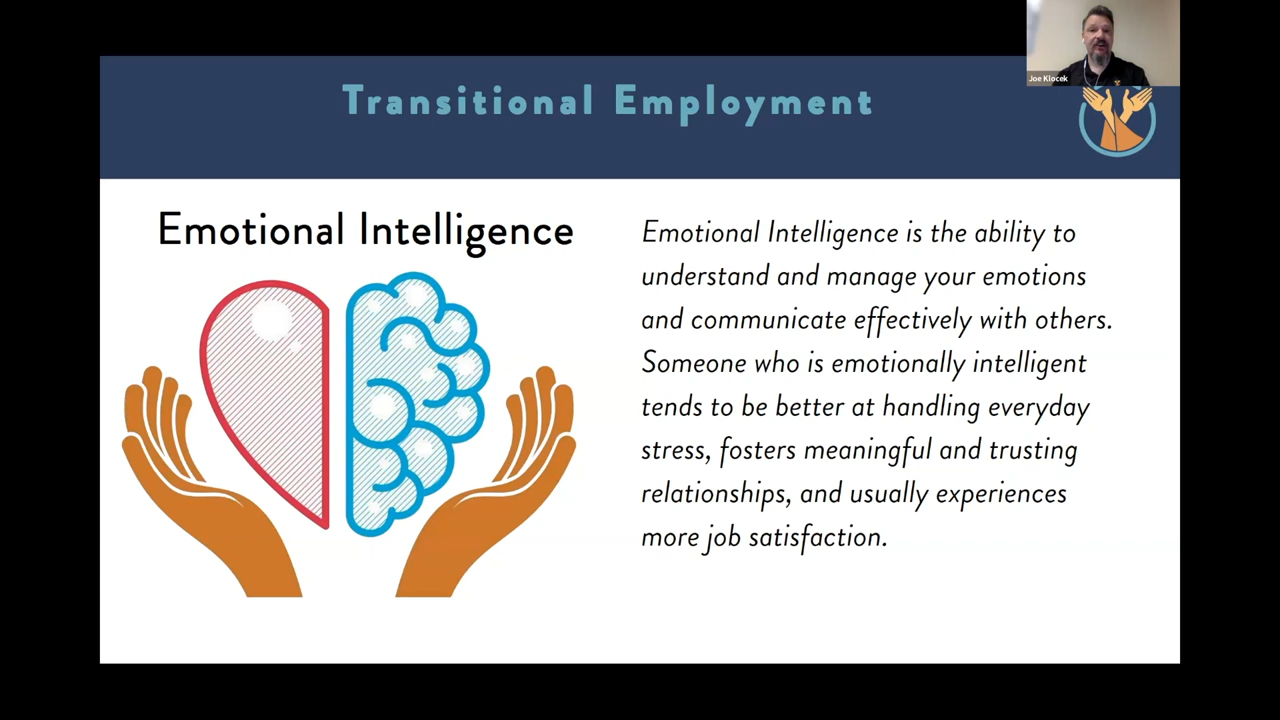 Joe Klocek
Transitional Employment
Emotional Intelligence
Emotional Intelligence is the ability to
understand and manage your emotions
and communicate effectively with others.
Someone who is emotionally intelligent
tends to be better at handling everyday
stress, fosters meaningful and trusting
relationships, and usually experiences
more job satisfaction.